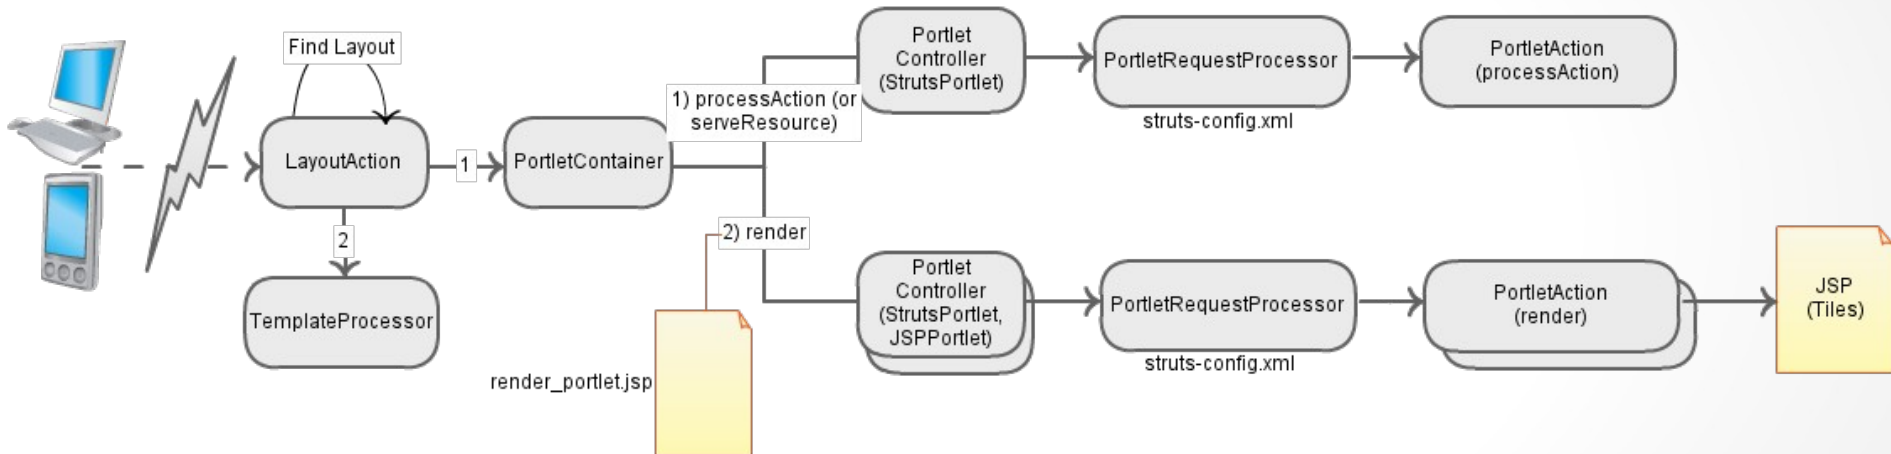 Find Layout
LayoutAction
1
PortletContainer
2
TemplateProcessor
1) processAction (or
serveResource)
2) render
render_portlet.jsp
Portlet
Controller
(StrutsPortlet)
PortletRequestProcessor
struts-config.xml
PortletAction
(processAction)
Portlet
Controller
(StrutsPortlet,
JSPPortlet)
PortletRequestProcessor
struts-config.xml
PortletAction
(render)
JSP
(Tiles)